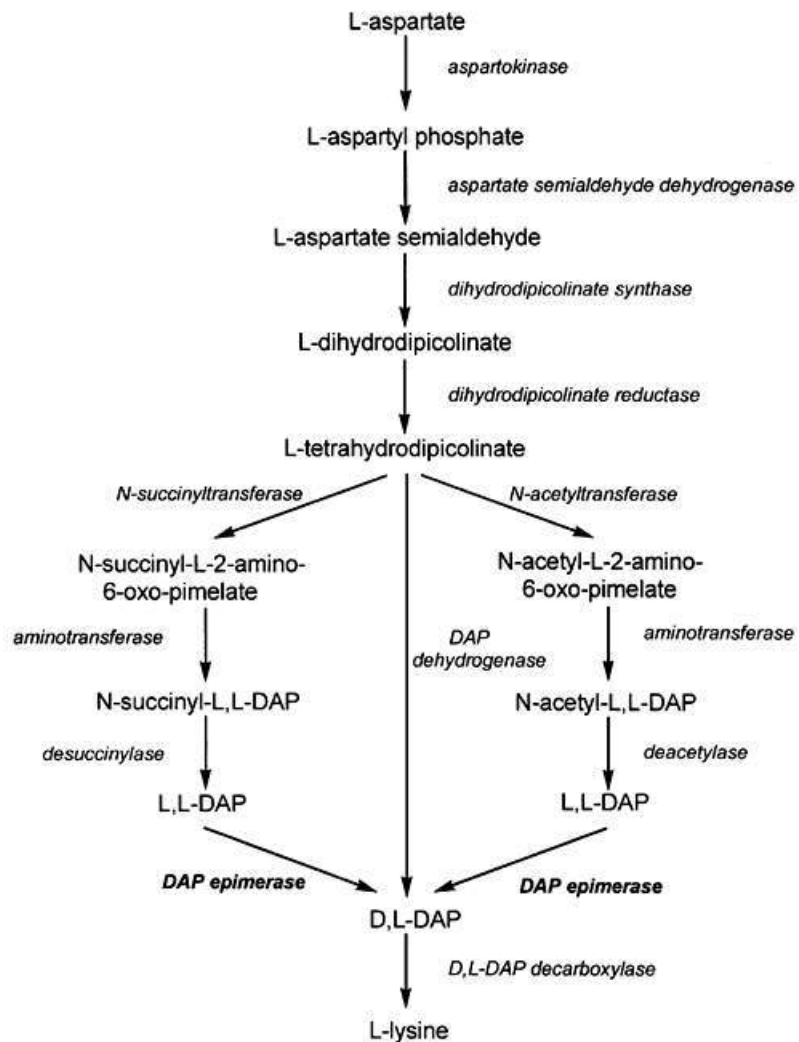 L-aspartate
aspartokinase
L-aspartyl phosphate
aspartate semialdehyde dehydrogenase
L-aspartate semialdehyde
dihydrodipicolinate synthase
L-dihydrodipicolinate
dihydrodipicolinate reductase
L-tetrahydrodipicolinate
N-succinyltransferase
N-acetyltransferase
N-succinyl-L-2-amino-
6-oxo-pimelate
N-acetyl-L-2-amino-
6-oxo-pimelate
aminotransferase
DAP
dehydrogenase
aminotransferase
N-succinyl-L,L-DAP
N-acetyl-L,L-DAP
desuccinylase
deacetylase
L,L-DAP
L,L-DAP
DAP epimerase
DAP epimerase
D,L-DAP
D,L-DAP decarboxylase
L-lysine